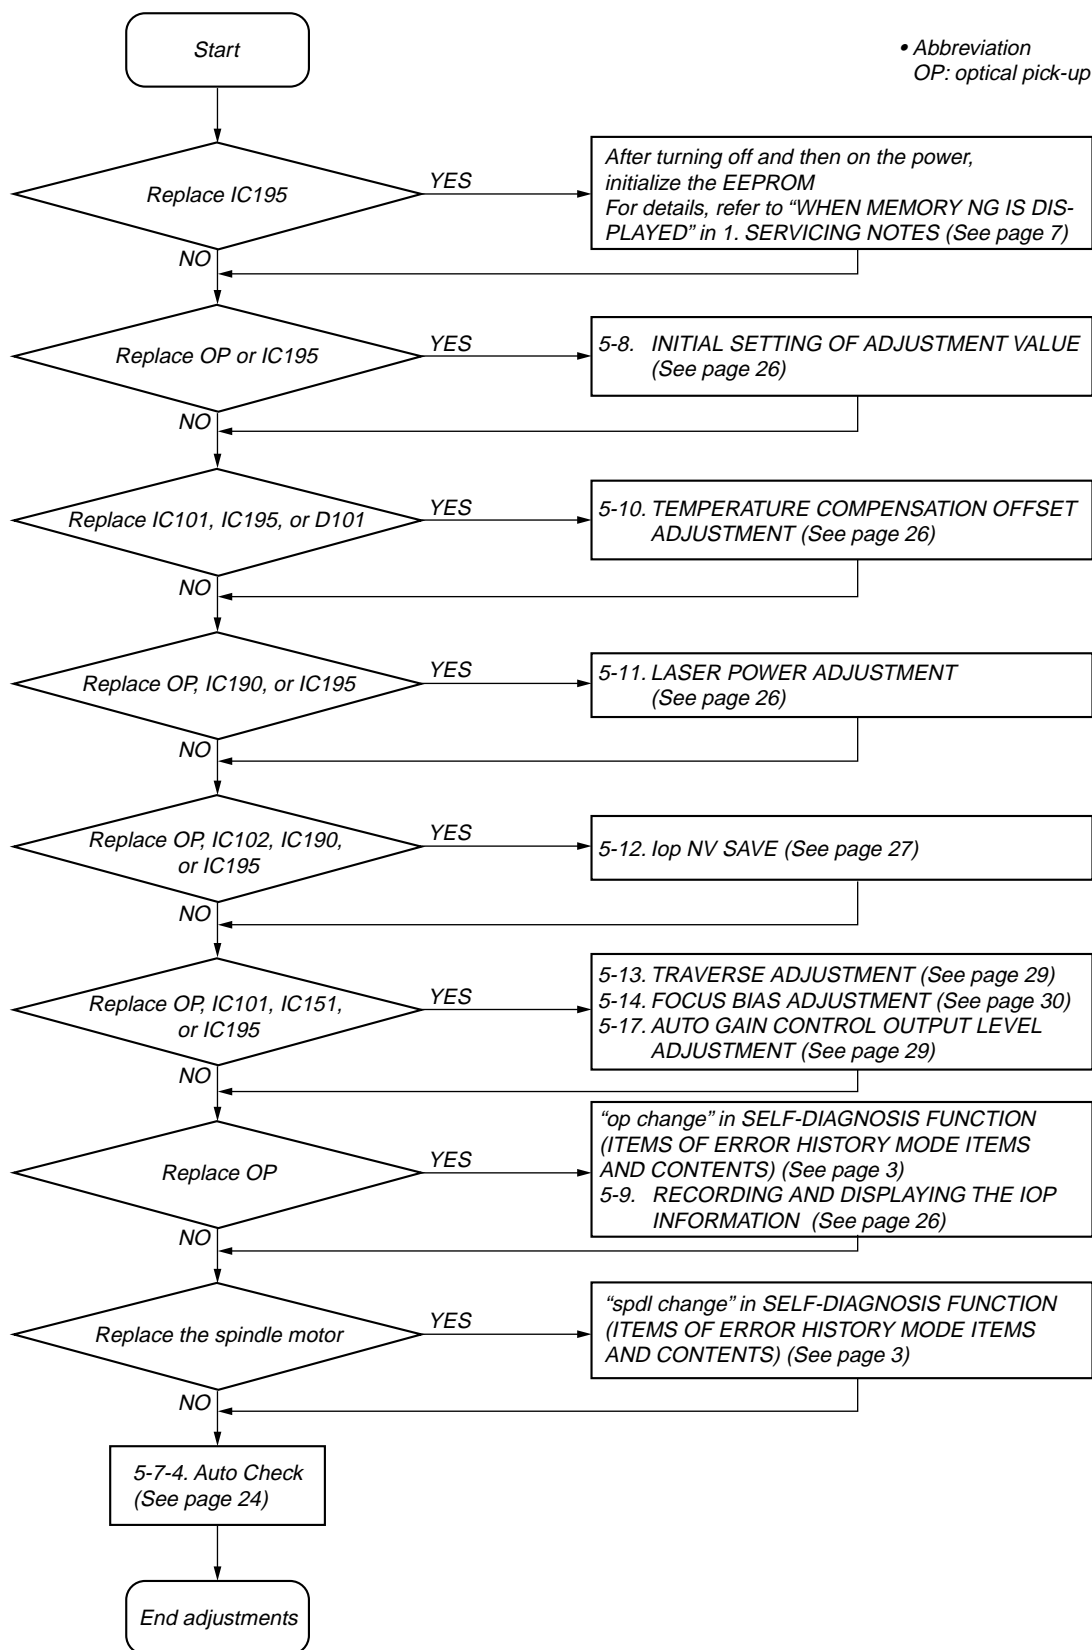 Start
• Abbreviation
OP: optical pick-up
Replace IC195
YES
After turning off and then on the power,
initialize the EEPROM
For details, refer to “WHEN MEMORY NG IS DIS-
PLAYED” in 1. SERVICING NOTES (See page 7)
NO
Replace OP or IC195
YES
5-8. INITIAL SETTING OF ADJUSTMENT VALUE
(See page 26)
NO
Replace IC101, IC195, or D101
YES
5-10. TEMPERATURE COMPENSATION OFFSET
ADJUSTMENT (See page 26)
NO
Replace OP, IC190, or IC195
YES
5-11. LASER POWER ADJUSTMENT
(See page 26)
NO
Replace OP, IC102, IC190,
or IC195
YES
5-12. Iop NV SAVE (See page 27)
NO
Replace OP, IC101, IC151,
or IC195
YES
5-13. TRAVERSE ADJUSTMENT (See page 29)
5-14. FOCUS BIAS ADJUSTMENT (See page 30)
5-17. AUTO GAIN CONTROL OUTPUT LEVEL
ADJUSTMENT (See page 29)
NO
Replace OP
YES
“op change” in SELF-DIAGNOSIS FUNCTION
(ITEMS OF ERROR HISTORY MODE ITEMS
AND CONTENTS) (See page 3)
5-9. RECORDING AND DISPLAYING THE IOP
INFORMATION (See page 26)
NO
Replace the spindle motor
YES
“spdl change” in SELF-DIAGNOSIS FUNCTION
(ITEMS OF ERROR HISTORY MODE ITEMS
AND CONTENTS) (See page 3)
NO
5-7-4. Auto Check
(See page 24)
End adjustments